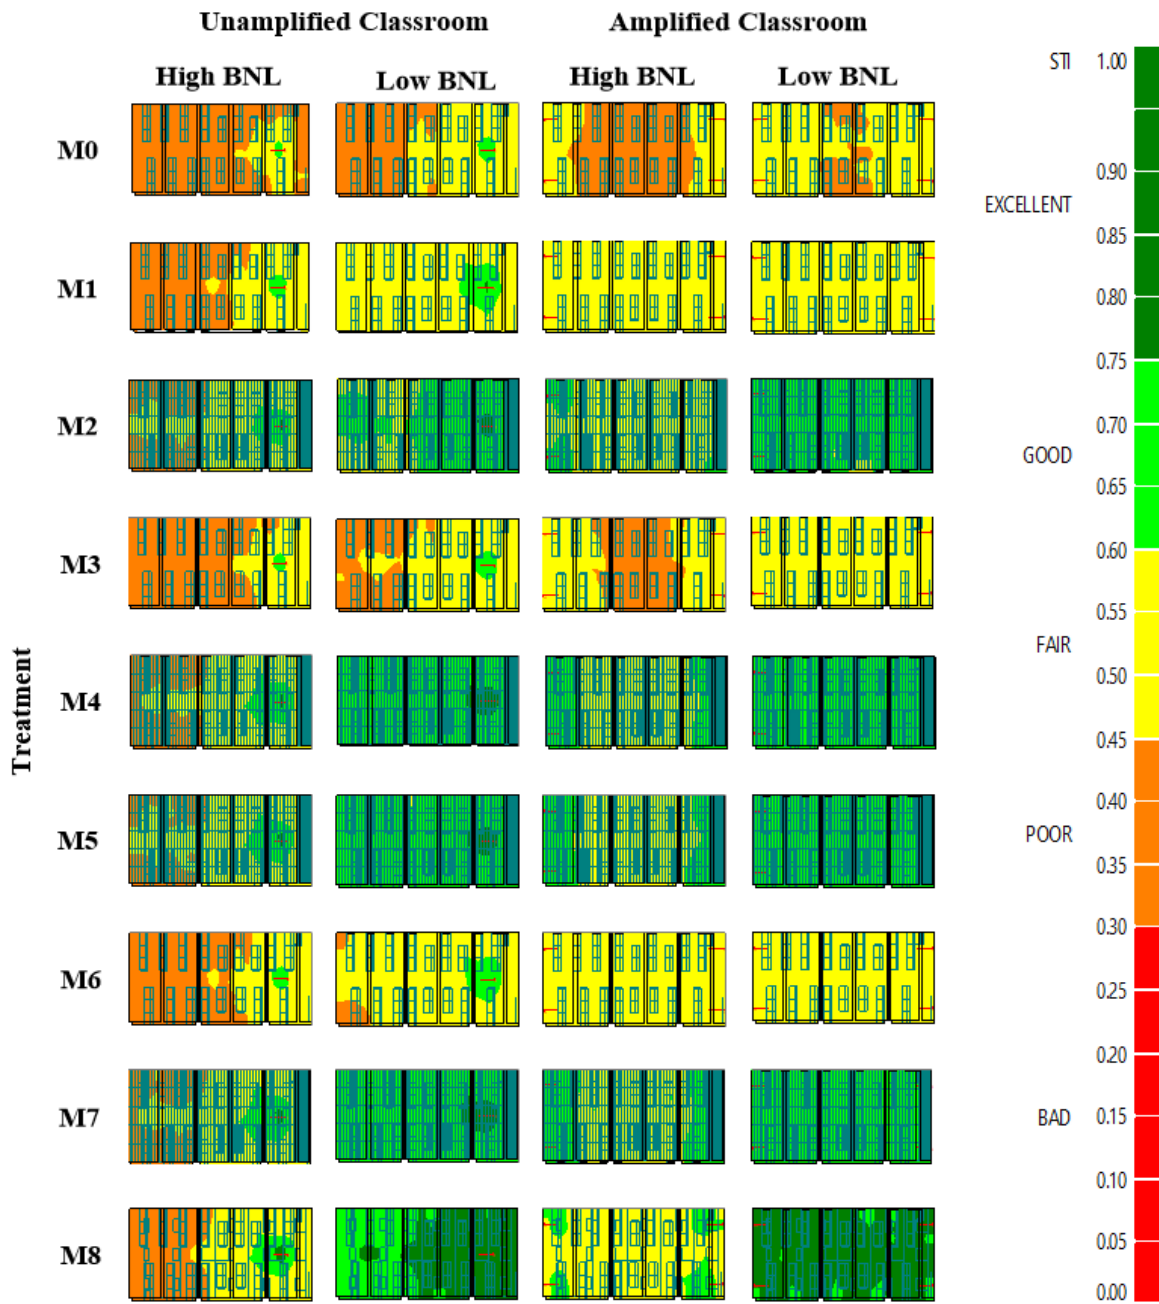 Unamplified Classroom Amplified Classroom
High BNL Low BNL High BNL Low BNL
STI 1.00
M0
0.90
EXCELLENT
0.85
M1
0.80
0.75
M2
0.70
GOOD
0.65
0.60
M3
0.55
FAIR
0.50
Treatment
M4
0.45
0.40
M5
POOR
0.35
0.30
M6
0.25
0.20
M7
BAD
0.15
0.10
M8
0.05
0.00